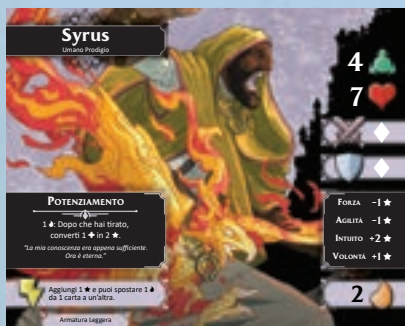 Syrus
Umano Prodigio
4
7
POTENZIAMENTO
1 : Dopo che hai tirato,
converti 1 in 2 .
"La mia conoscenza era appena sufficiente.
Ora è eterna."
FORZA -1
AGILITÀ -1
INTUITO +2
VOLONTÀ +1
Aggiungi 1 e puoi spostare 1
da 1 carta a un'altra.
2
Armatura Leggera